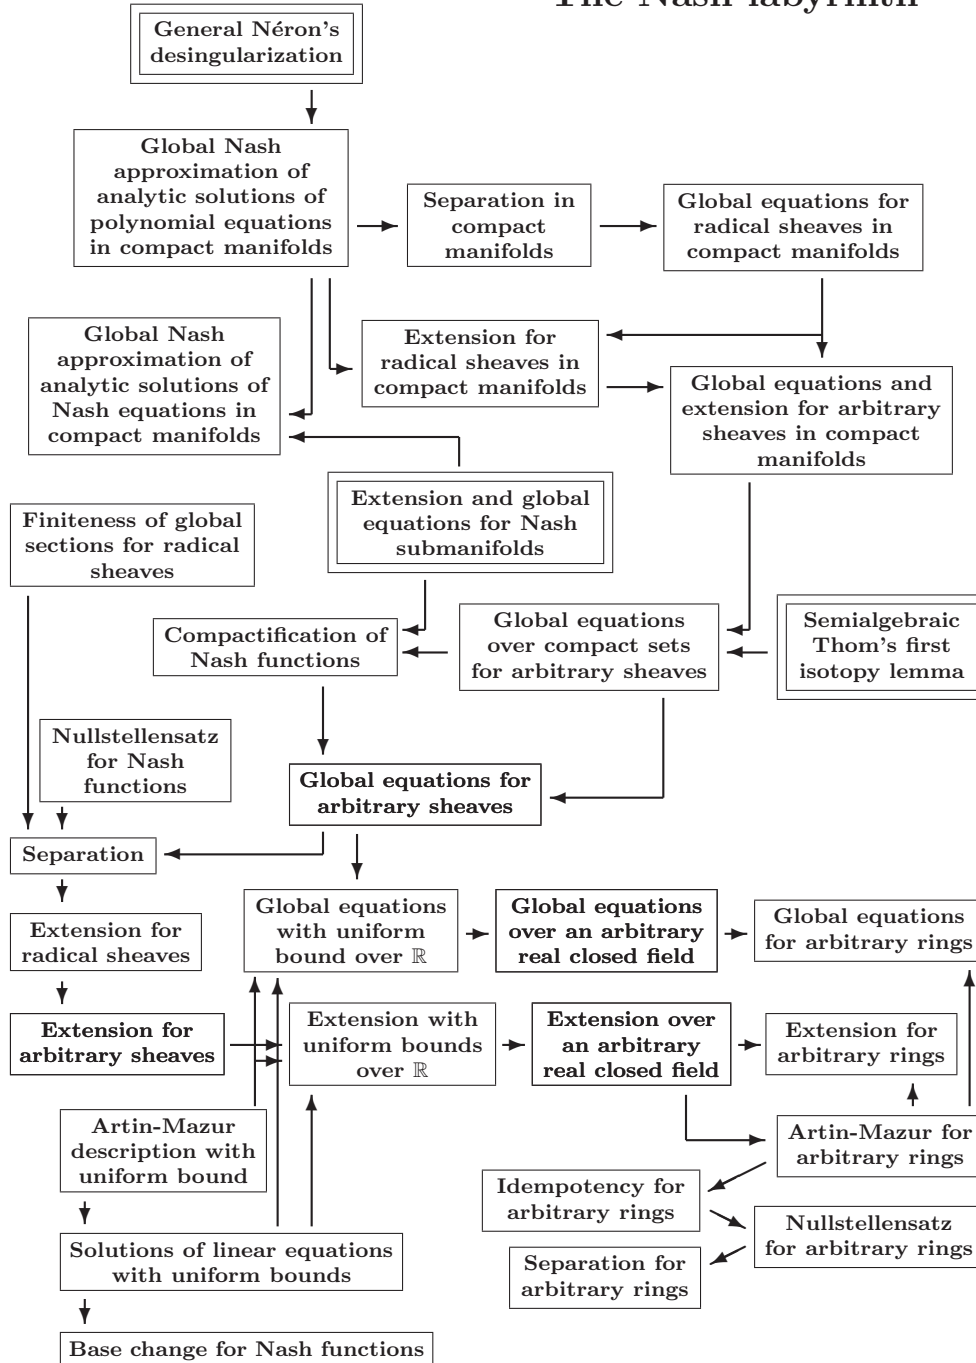 The Nash labyrinth
General Néron's
desingularization
Global Nash
approximation of
analytic solutions of
polynomial equations
in compact manifolds
Separation in
compact
manifolds
Global equations for
radical sheaves in
compact manifolds
Global Nash
approximation of
analytic solutions of
Nash equations in
compact manifolds
Extension for
radical sheaves in
compact manifolds
Global equations and
extension for arbitrary
sheaves in compact
manifolds
Extension and global
equations for Nash
submanifolds
Finiteness of global
sections for radical
sheaves
Compactification of
Nash functions
Global equations
over compact sets
for arbitrary sheaves
Semialgebraic
Thom's first
isotopy lemma
Nullstellensatz
for Nash
functions
Global equations for
arbitrary sheaves
Separation
Global equations
with uniform
bound over ℝ
Global equations
over an arbitrary
real closed field
Global equations
for arbitrary rings
Extension for
radical sheaves
Extension for
arbitrary sheaves
Extension with
uniform bounds
over ℝ
Extension over
an arbitrary
real closed field
Extension for
arbitrary rings
Artin-Mazur
description with
uniform bound
Artin-Mazur for
arbitrary rings
Idempotency for
arbitrary rings
Nullstellensatz
for arbitrary rings
Solutions of linear equations
with uniform bounds
Separation for
arbitrary rings
Base change for Nash functions